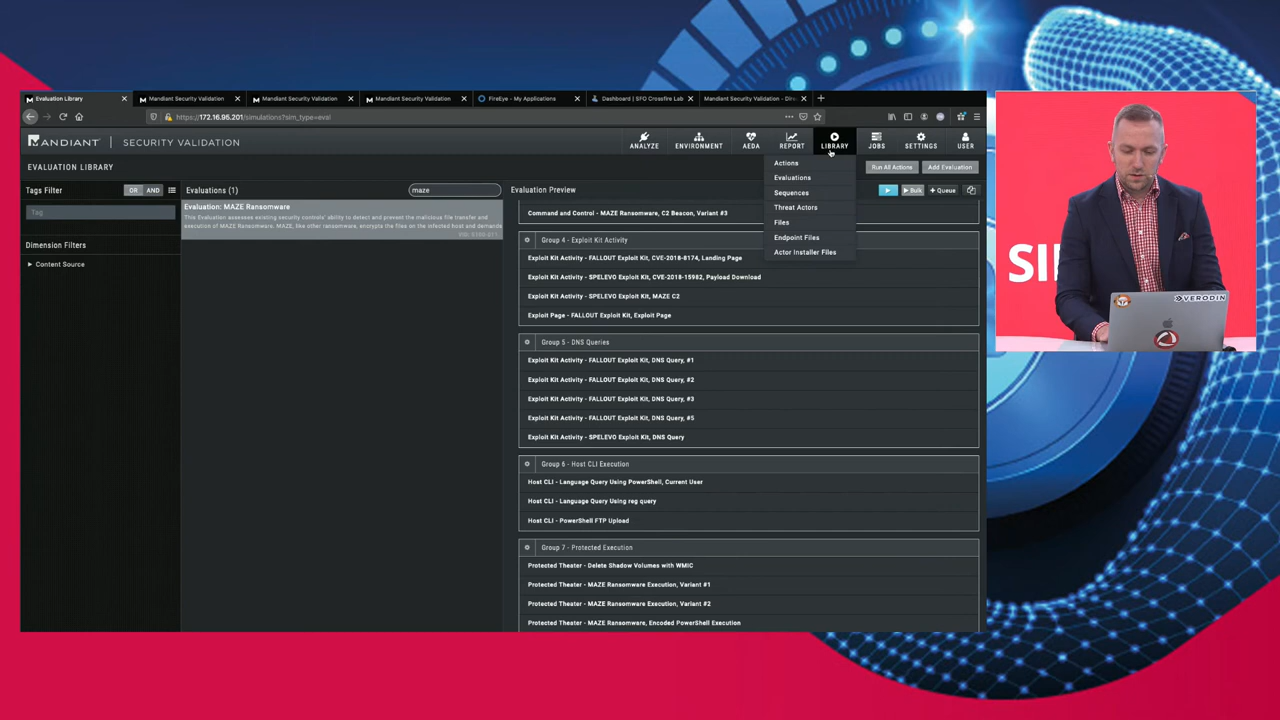 Evaluation Library
Mandiant Security Validation
Mandiant Security Validation
Mandiant Security Validation
FireEye - My Applications
Dashboard | SFO Crossfire Lab
Mandiant Security Validation - Dire
https://172.16.95.201/simulations?sim_type=eval
MANDIANT SECURITY VALIDATION
ANALYZE
ENVIRONMENT
AEDA
REPORT
LIBRARY
JOBS
SETTINGS
USER
EVALUATION LIBRARY
Run All Actions
Add Evaluation
Actions
Evaluations
Sequences
Threat Actors
Files
Endpoint Files
Actor Installer Files
Tags Filter
OR AND
Tag
Dimension Filters
Content Source
Evaluations (1)
maze
Evaluation: MAZE Ransomware
This Evaluation assesses existing security controls' ability to detect and prevent the malicious file transfer and
execution of MAZE Ransomware. MAZE, like other ransomware, encrypts the files on the infected host and demands
Evaluation Preview
Bulk
+ Queue
Command and Control - MAZE Ransomware, C2 Beacon, Variant #3
Group 4 - Exploit Kit Activity
Exploit Kit Activity - FALLOUT Exploit Kit, CVE-2018-8174, Landing Page
Exploit Kit Activity - SPELEVO Exploit Kit, CVE-2018-15982, Payload Download
Exploit Kit Activity - SPELEVO Exploit Kit, MAZE C2
Exploit Page - FALLOUT Exploit Kit, Exploit Page
Group 5 - DNS Queries
Exploit Kit Activity - FALLOUT Exploit Kit, DNS Query, #1
Exploit Kit Activity - FALLOUT Exploit Kit, DNS Query, #2
Exploit Kit Activity - FALLOUT Exploit Kit, DNS Query, #3
Exploit Kit Activity - FALLOUT Exploit Kit, DNS Query, #5
Exploit Kit Activity - SPELEVO Exploit Kit, DNS Query
Group 6 - Host CLI Execution
Host CLI - Language Query Using PowerShell, Current User
Host CLI - Language Query Using reg query
Host CLI - PowerShell FTP Upload
Group 7 - Protected Execution
Protected Theater - Delete Shadow Volumes with WMIC
Protected Theater - MAZE Ransomware Execution, Variant #1
Protected Theater - MAZE Ransomware Execution, Variant #2
Protected Theater - MAZE Ransomware, Encoded PowerShell Execution
VERODIN